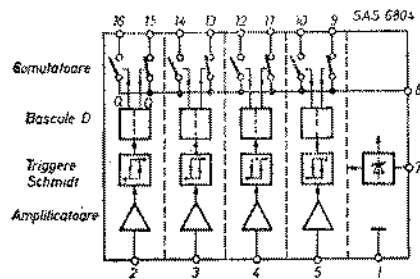 16 15 14 13 12 11 10 9 SAS 6804
Comutatoare
8
Q Q
Bascule D
Triggere
Schmidt
7
Amplificatoare
2 3 4 5 1